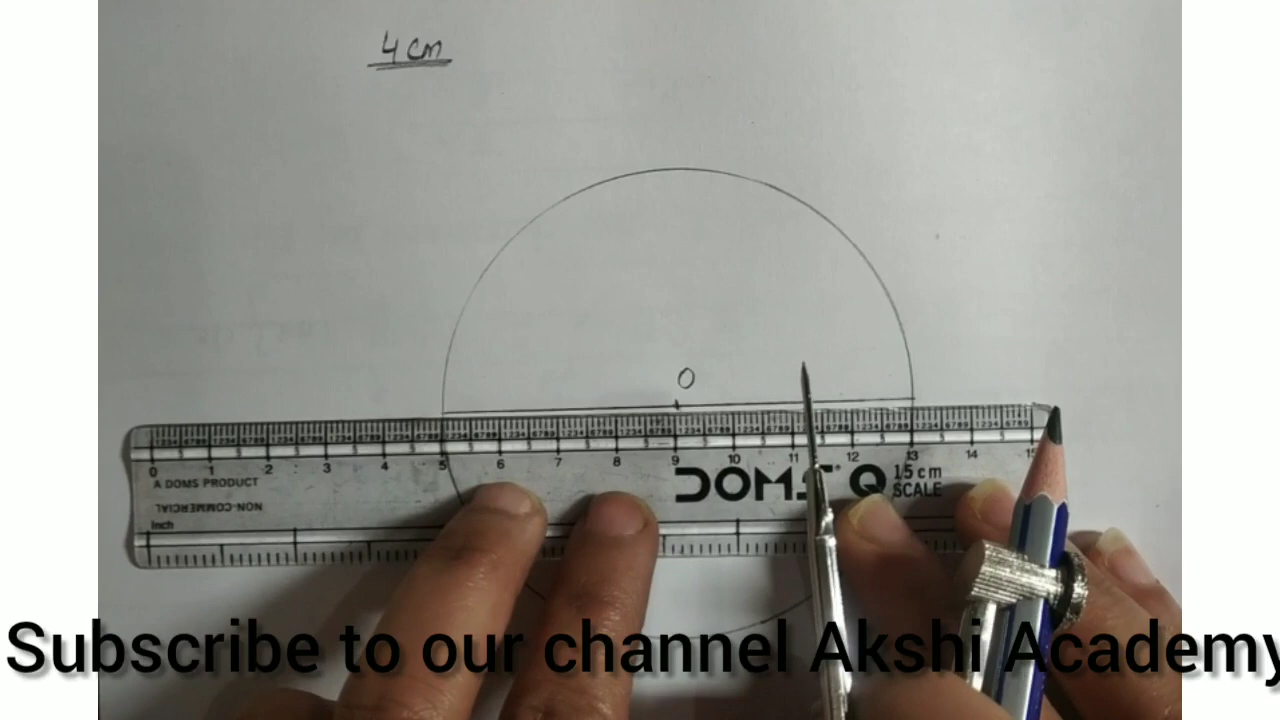 4 cm
O
0 1 2 3 4 5 6 7 8 9 10 11 12 13 14 15
A DOMS PRODUCT
DOMS Q 15 cm SCALE
NON-COMMERCIAL
Inch
Subscribe to our channel Akshi Academy